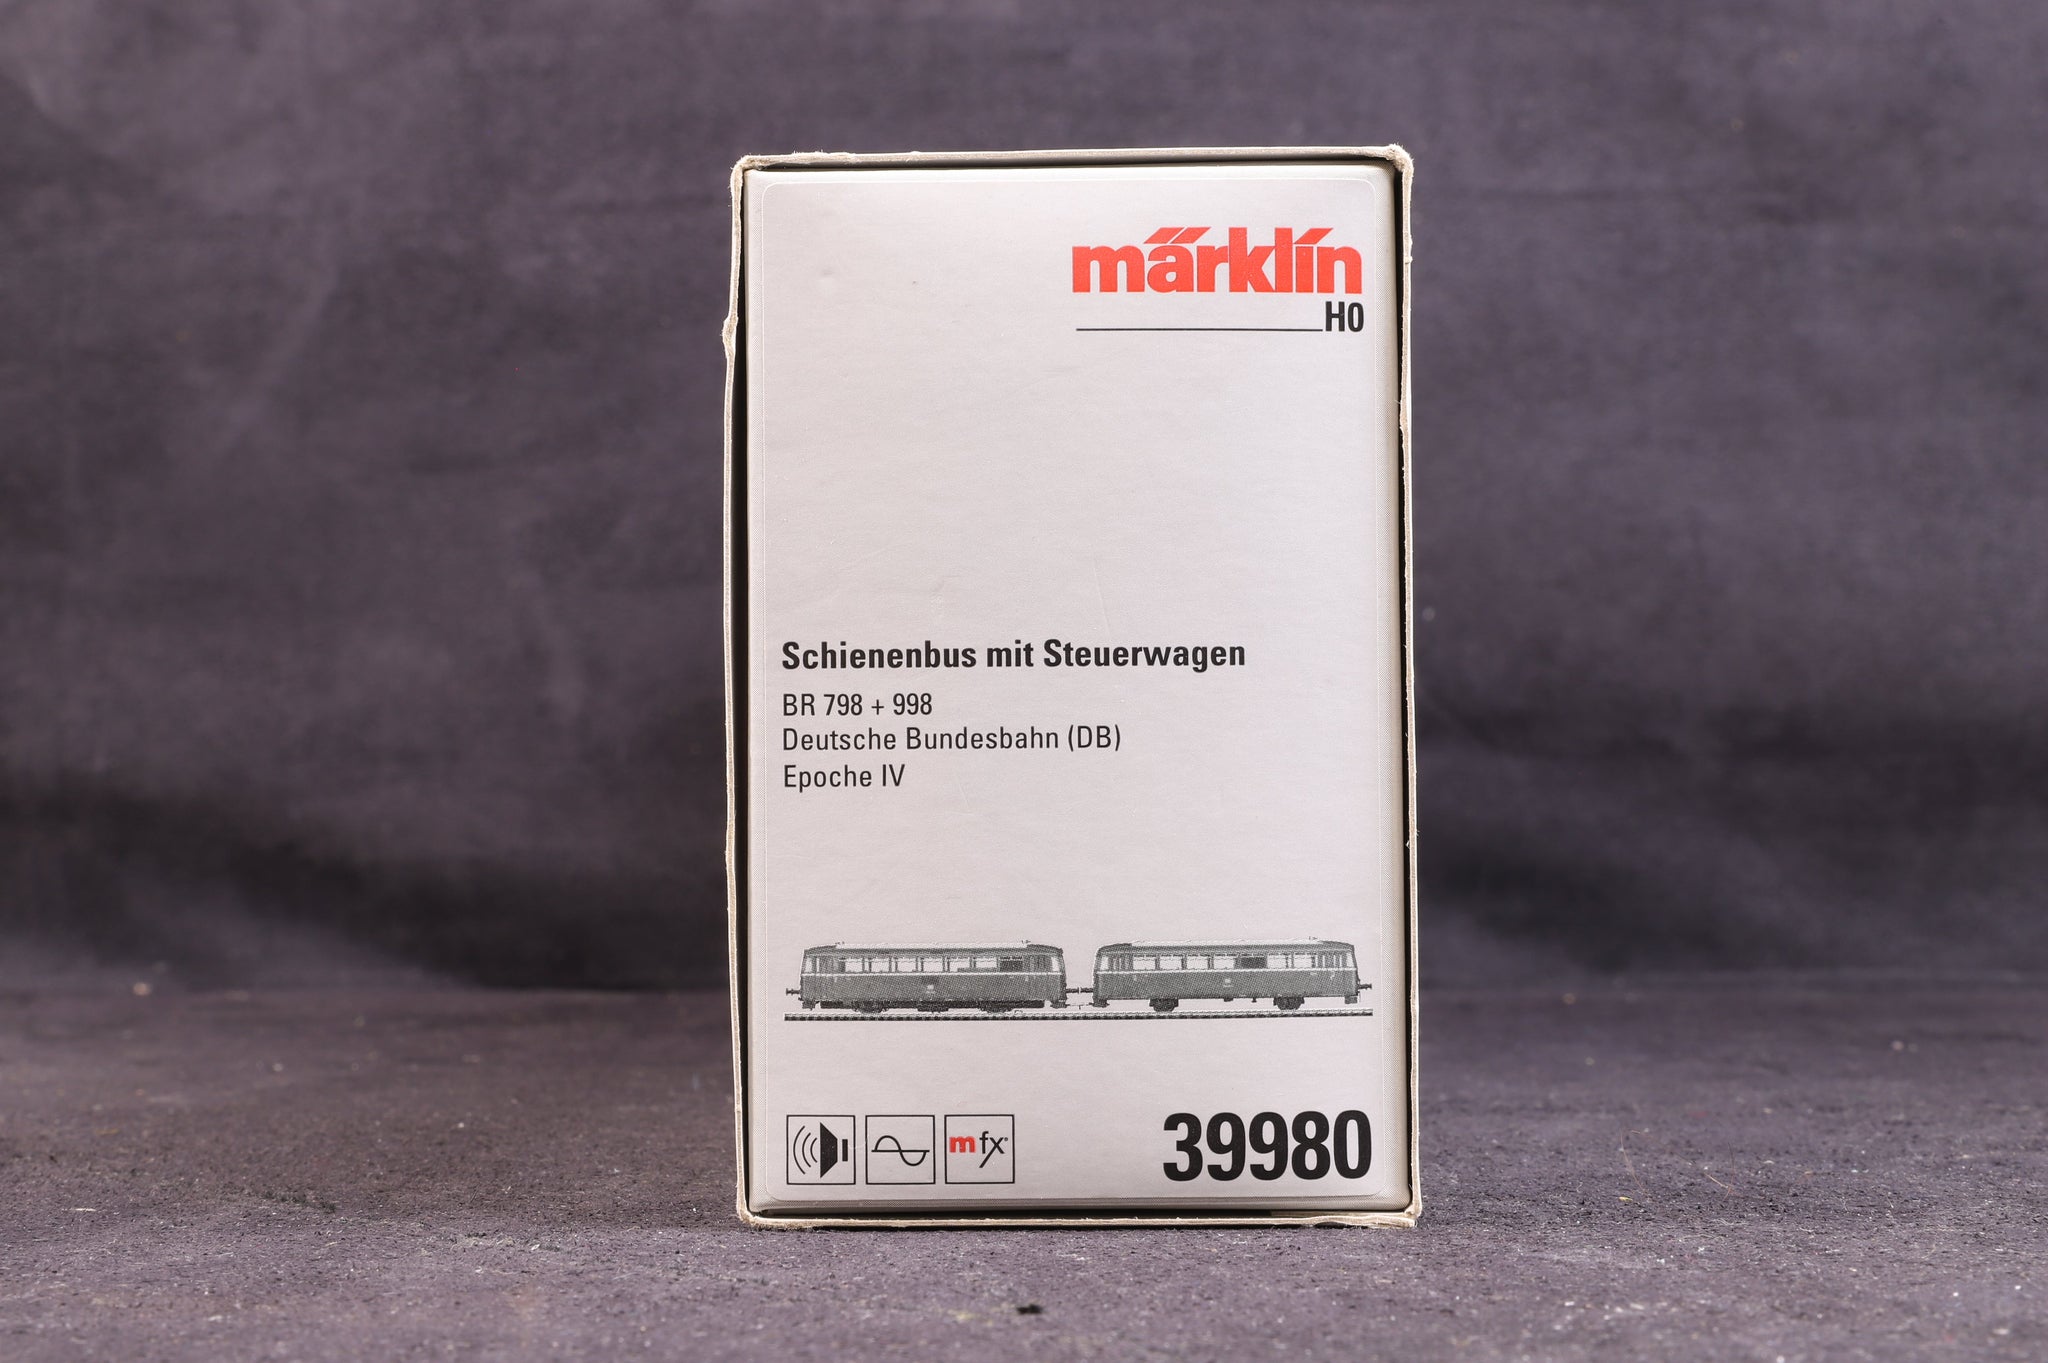 märklin
H0
Schienenbus mit Steuerwagen
BR 798 + 998
Deutsche Bundesbahn (DB)
Epoche IV
mfx
39980